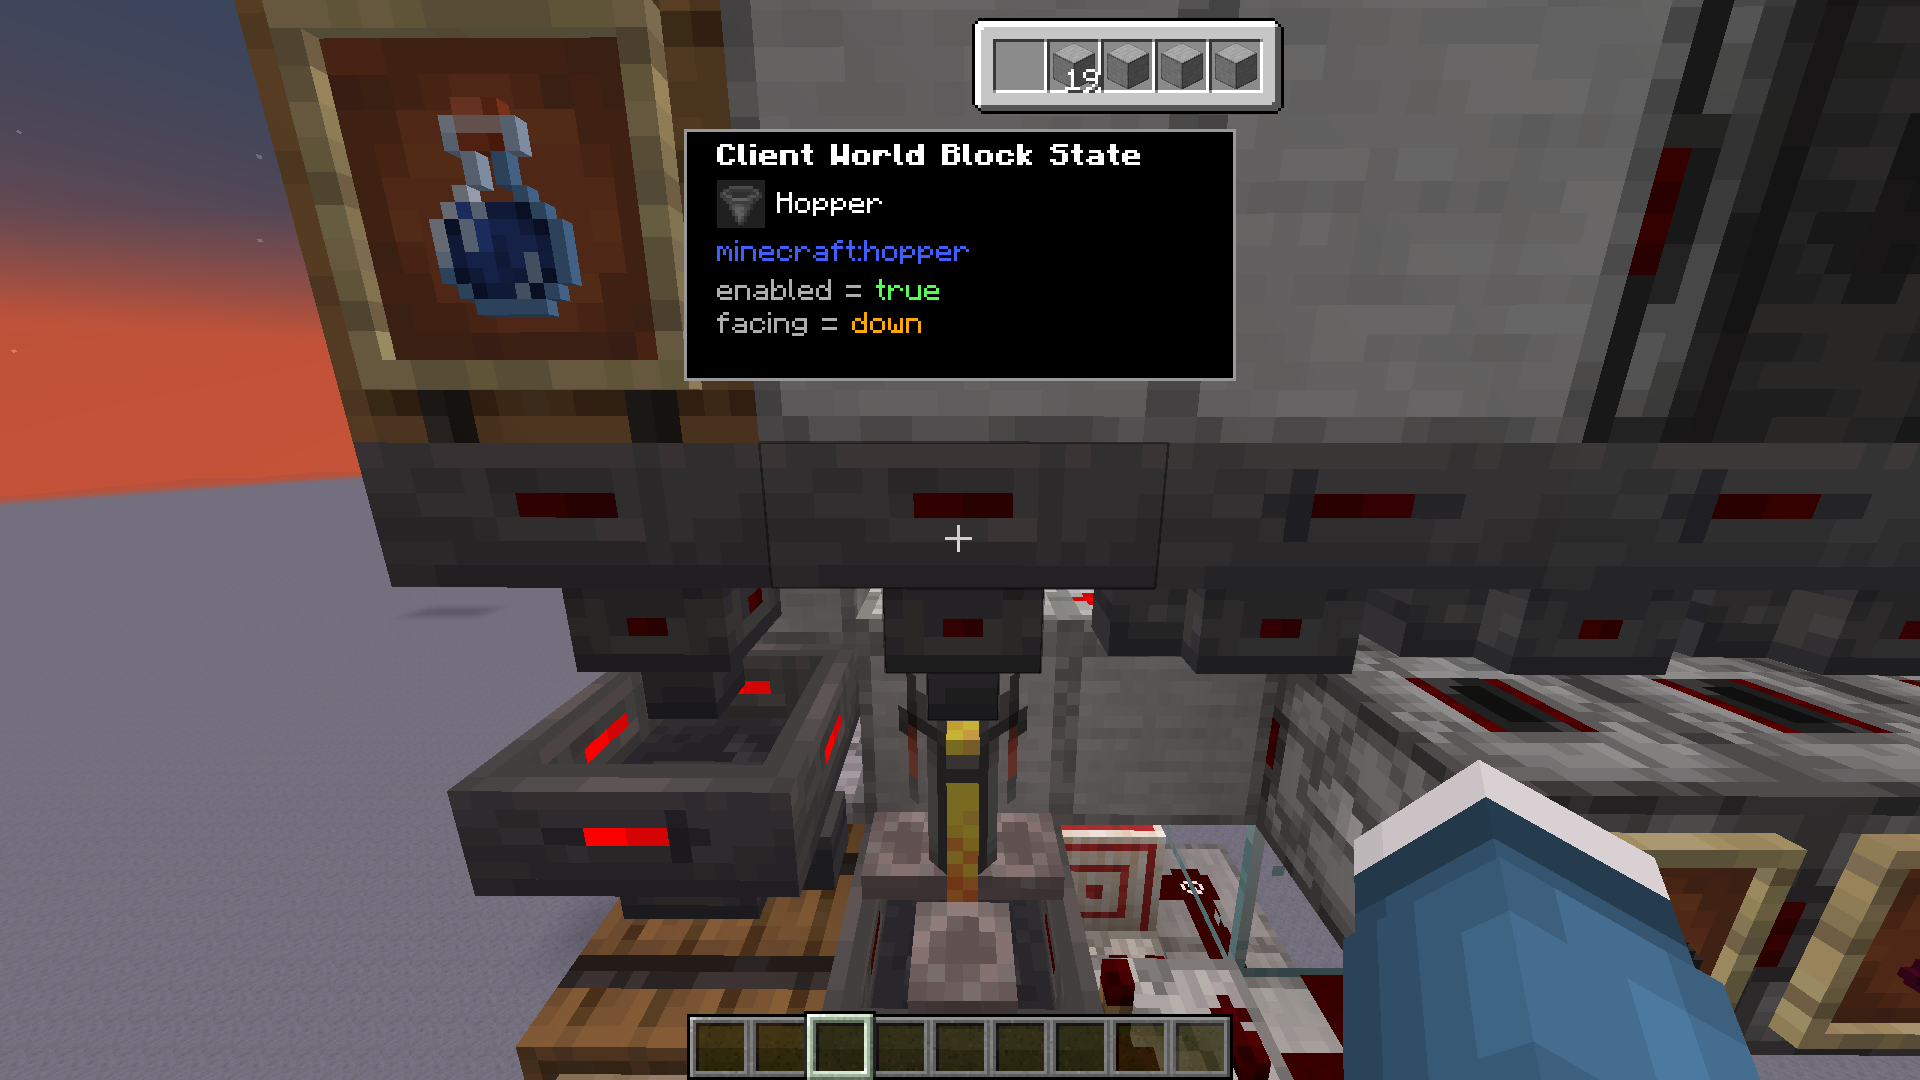 19
Client World Block State
Hopper
minecraft:hopper
enabled = true
facing = down